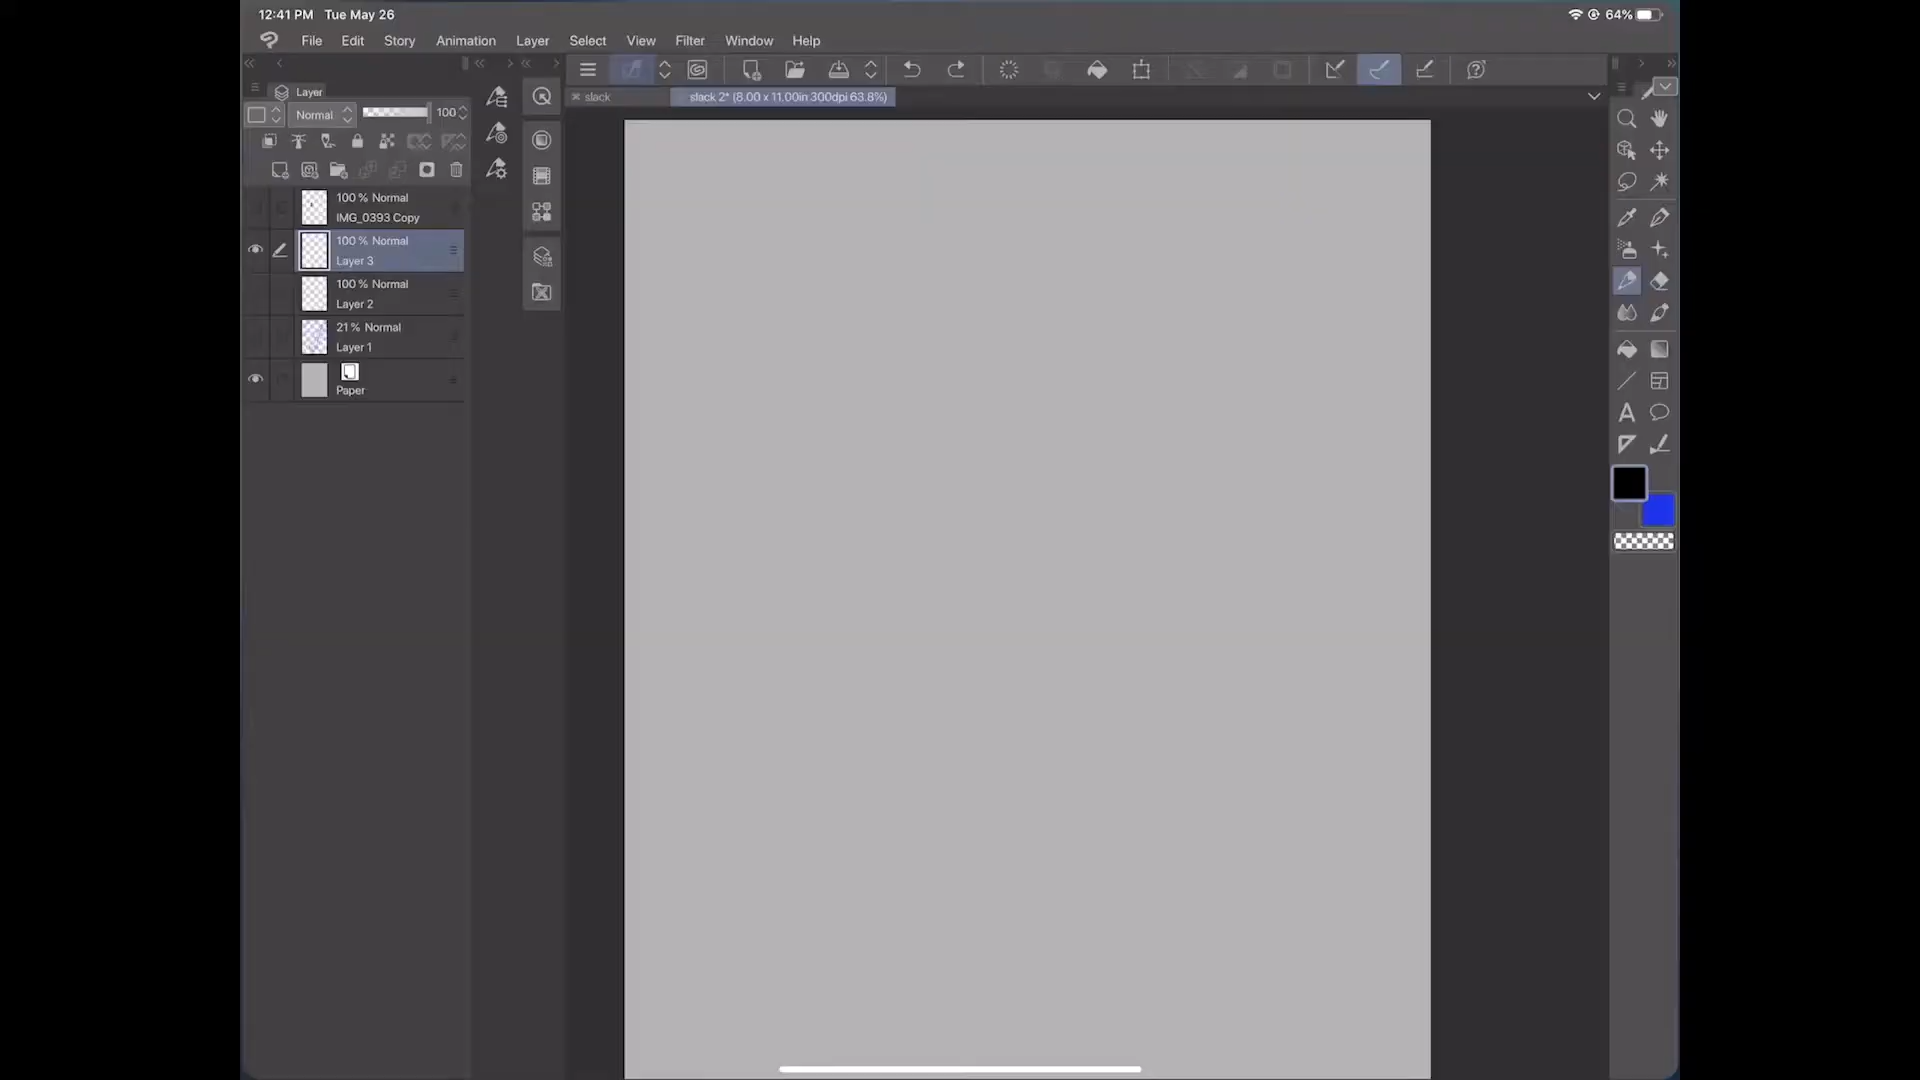 12:41 PM Tue May 26
64%
File Edit Story Animation Layer Select View Filter Window Help
Layer
slack
slack 2* (8.00 x 11.00in 300dpi 63.8%)
Normal 100
100 % Normal
IMG_0393 Copy
100 % Normal
Layer 3
100 % Normal
Layer 2
21 % Normal
Layer 1
Paper